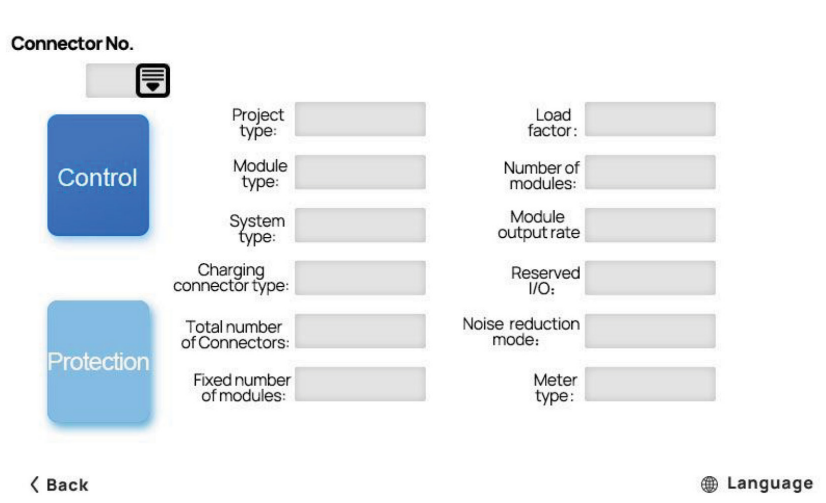 Connector No.
Control
Protection
Project
type:
Module
type:
System
type:
Charging
connector type:
Total number
of Connectors:
Fixed number
of modules:
Load
factor:
Number of
modules:
Module
output rate
Reserved
I/O:
Noise reduction
mode:
Meter
type:
Back
Language